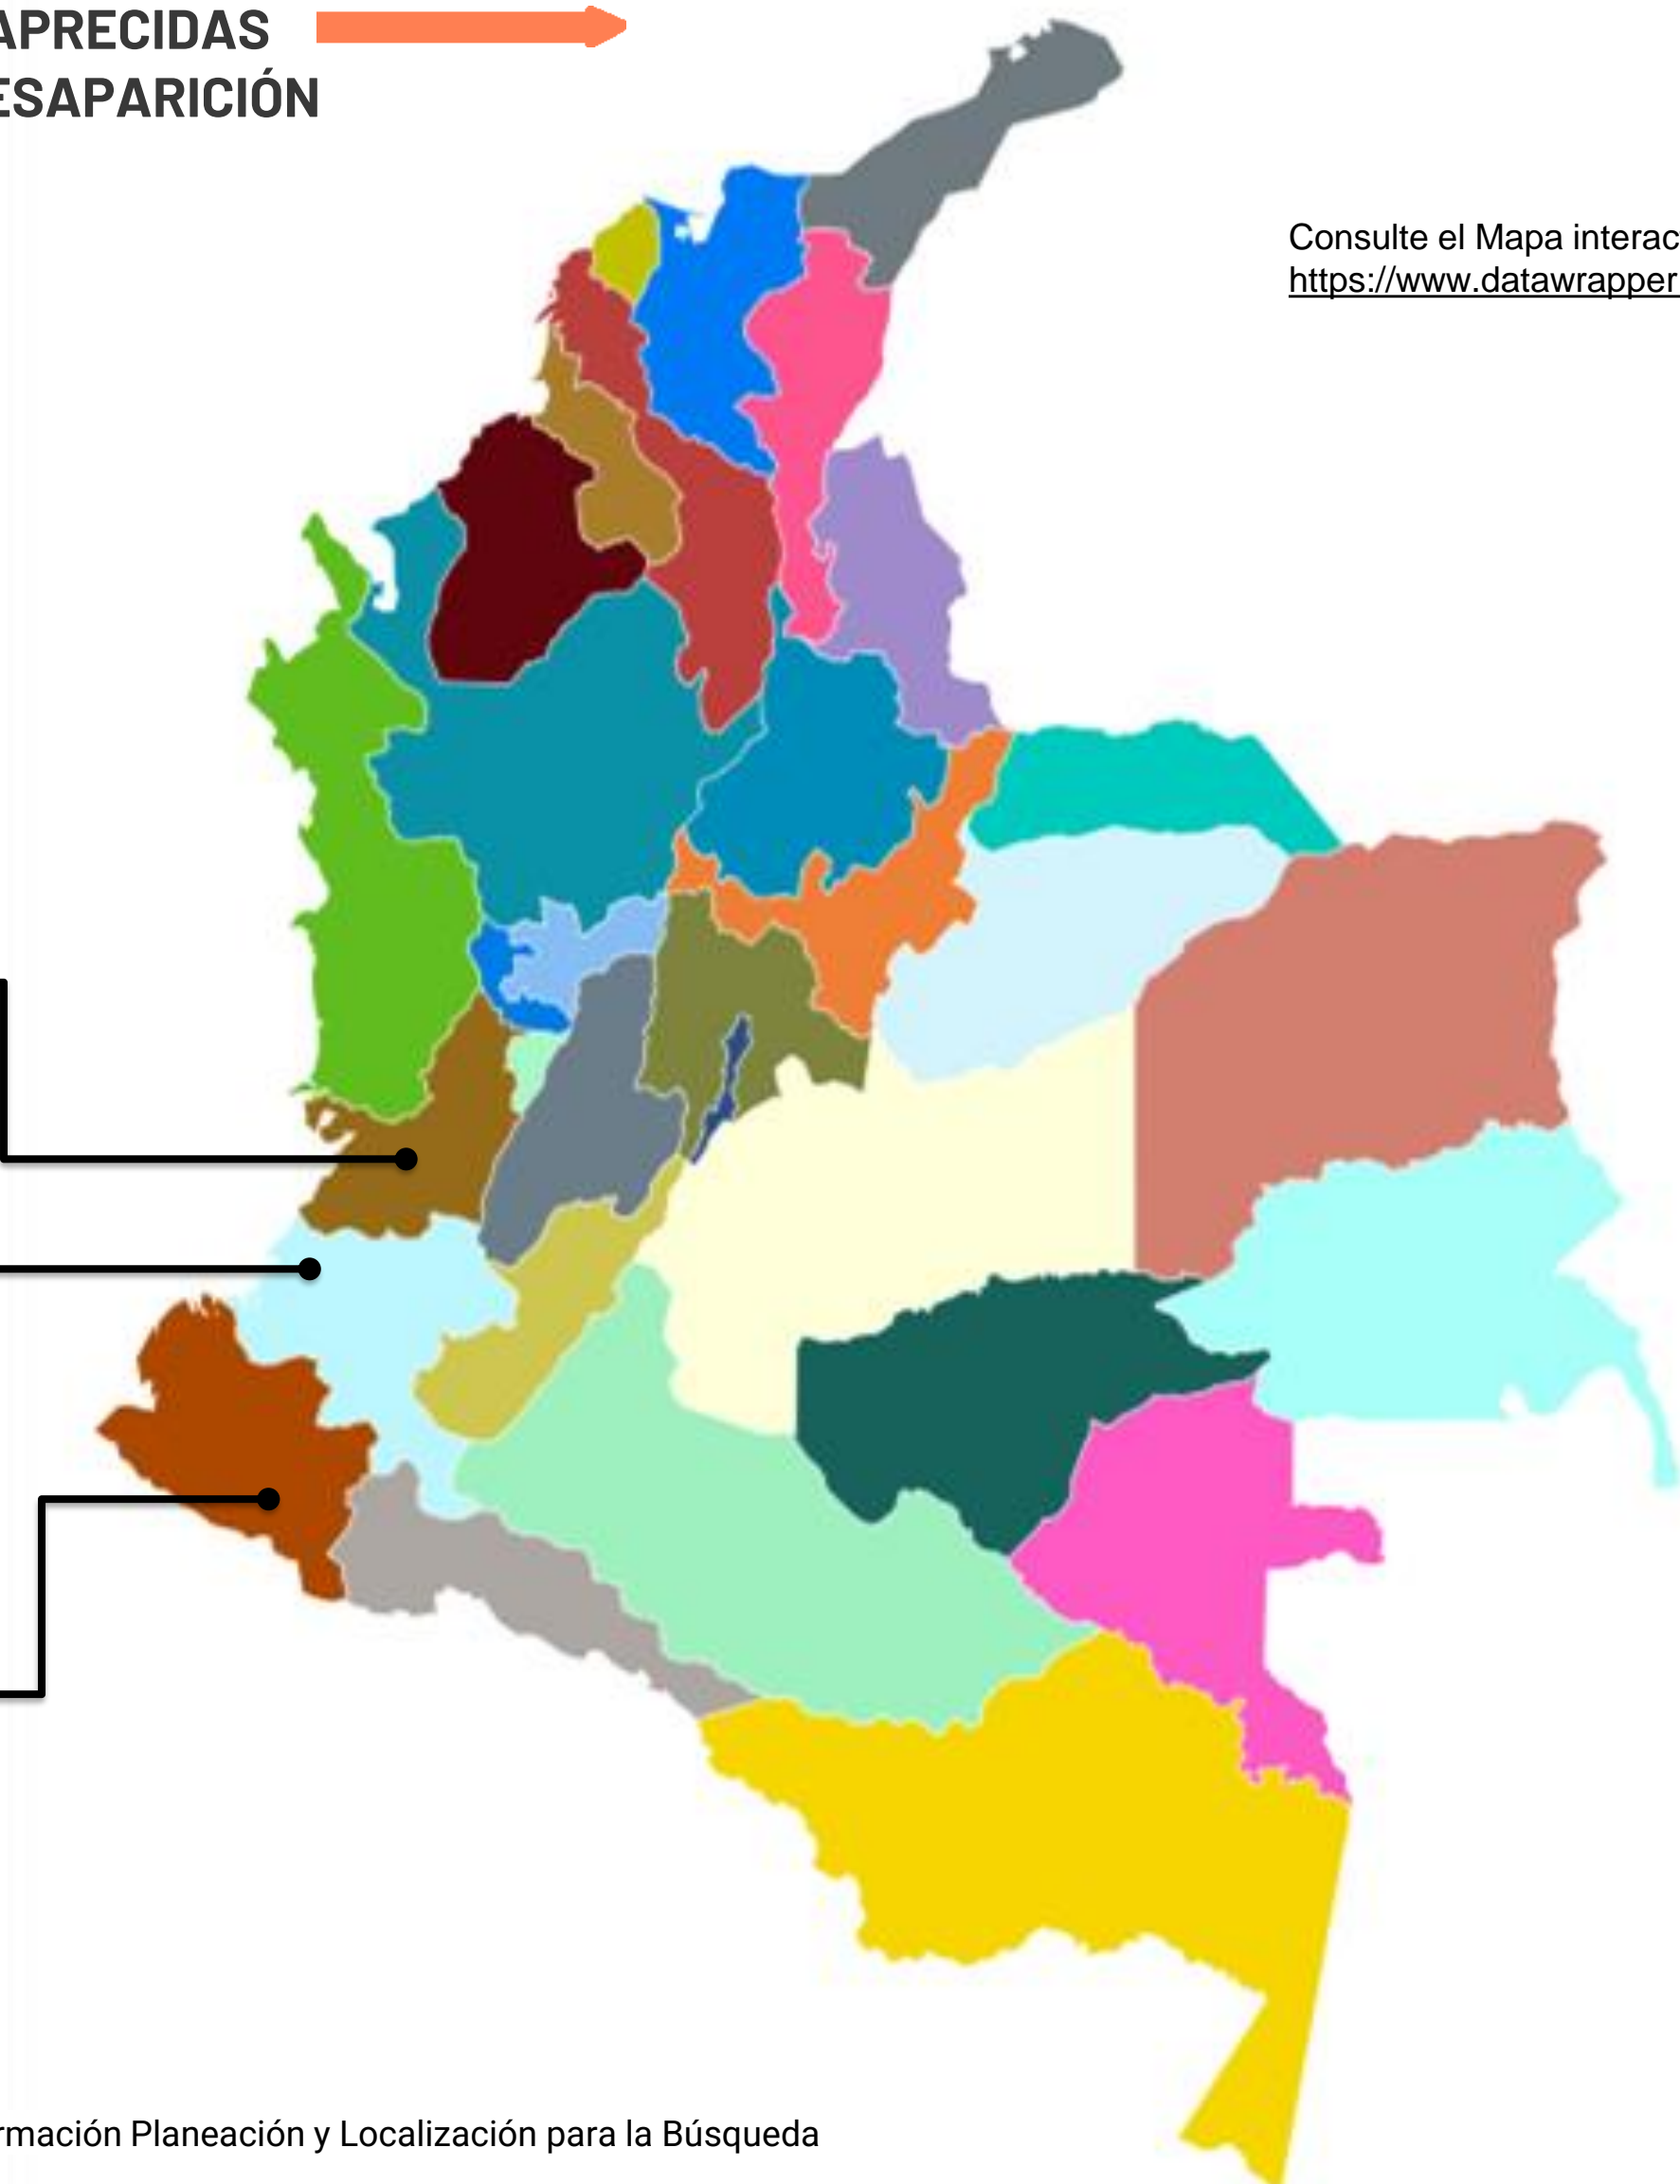 APRECIDAS
ESAPARICIÓN
Consulte el Mapa interac
https://www.datawrapper
rmación Planeación y Localización para la Búsqueda